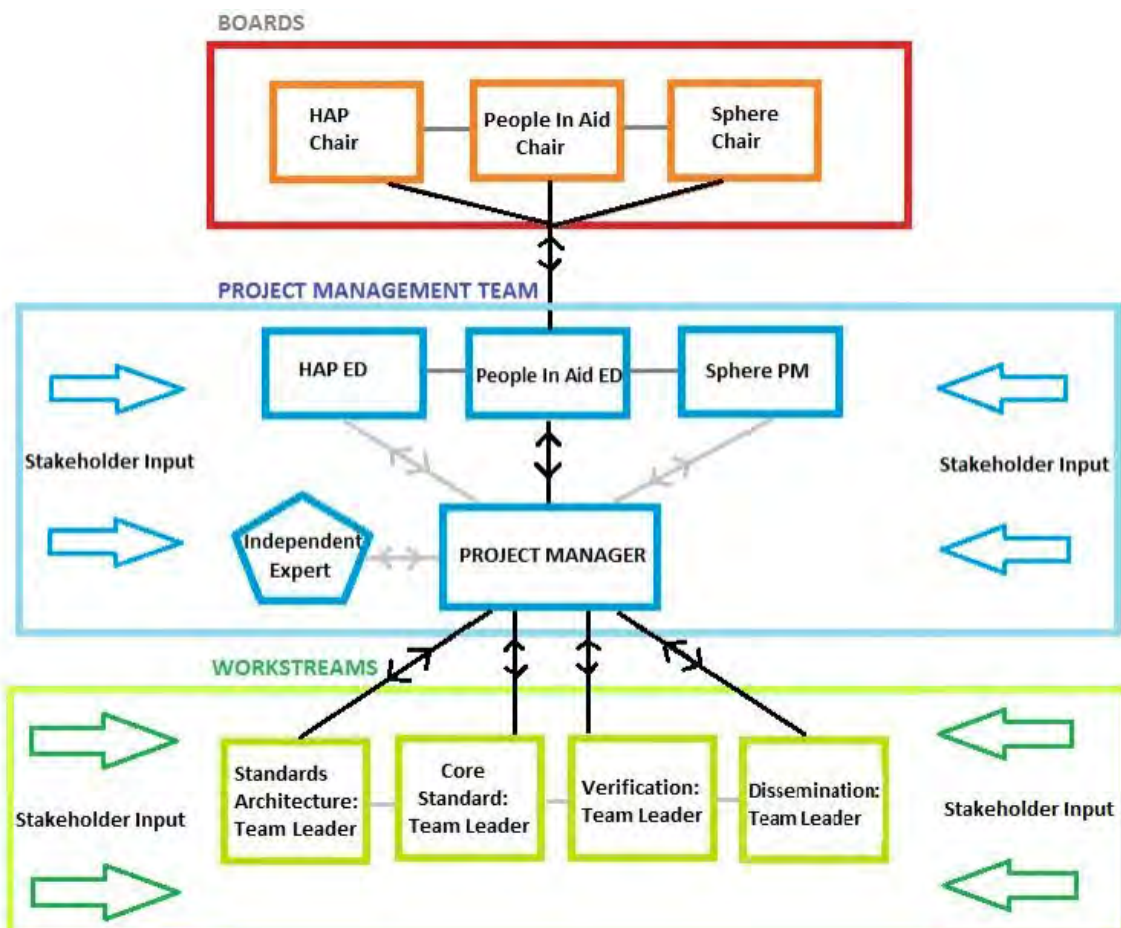 BOARDS
HAP
Chair
People In Aid
Chair
Sphere
Chair
PROJECT MANAGEMENT TEAM
HAP ED
People In Aid ED
Sphere PM
Stakeholder Input
Stakeholder Input
Independent
Expert
PROJECT MANAGER
WORKSTREAMS
Standards
Architecture:
Team Leader
Core
Standard:
Team Leader
Verification:
Team Leader
Dissemination:
Team Leader
Stakeholder Input
Stakeholder Input